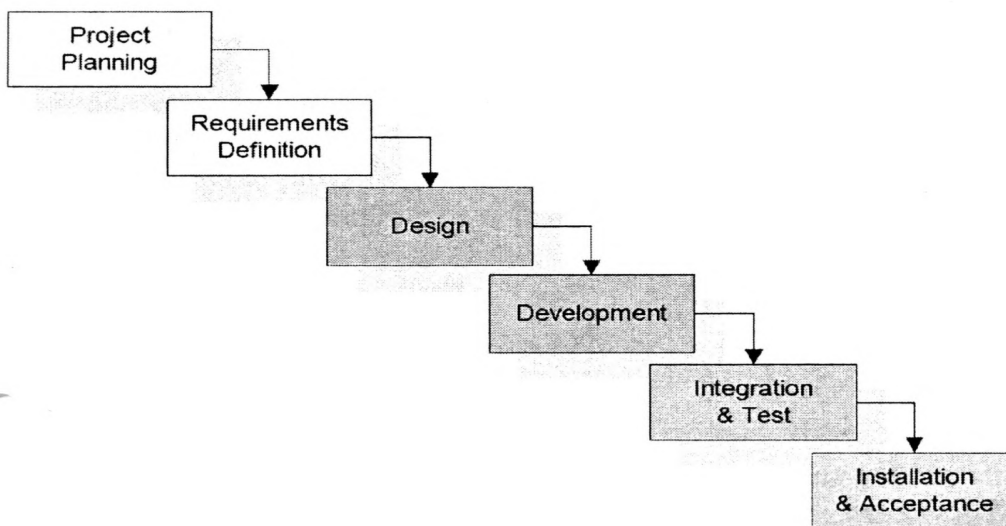 Project
Planning
Requirements
Definition
Design
Development
Integration
& Test
Installation
& Acceptance